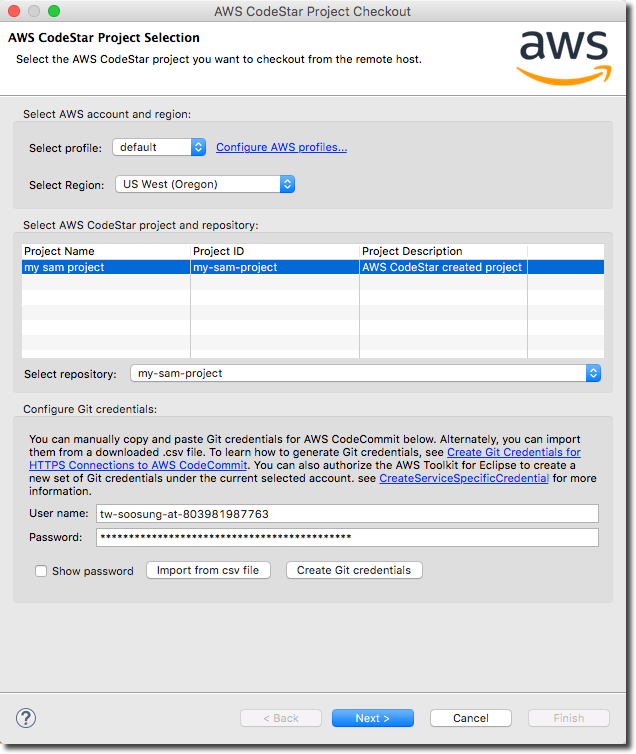 AWS CodeStar Project Checkout
AWS CodeStar Project Selection
Select the AWS CodeStar project you want to checkout from the remote host.
aws
Select AWS account and region:
Select profile: default Configure AWS profiles...
Select Region: US West (Oregon)
Select AWS CodeStar project and repository:
Project Name Project ID Project Description
my sam project my-sam-project AWS CodeStar created project
Select repository: my-sam-project
Configure Git credentials:
You can manually copy and paste Git credentials for AWS CodeCommit below. Alternately, you can import
them from a downloaded .csv file. To learn how to generate Git credentials, see Create Git Credentials for
HTTPS Connections to AWS CodeCommit. You can also authorize the AWS Toolkit for Eclipse to create a
new set of Git credentials under the current selected account. see CreateServiceSpecificCredential for more
information.
User name: tw-soosung-at-803981987763
Password: ********************************************
Show password Import from csv file Create Git credentials
? < Back Next > Cancel Finish